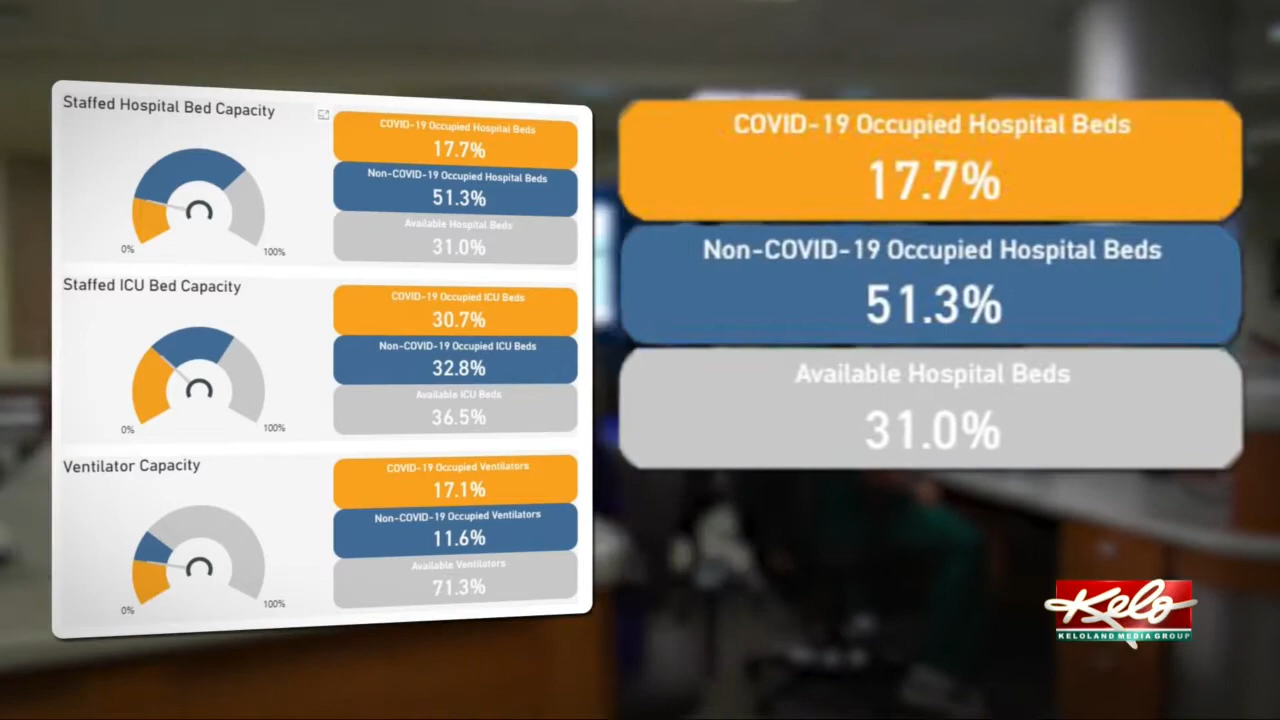 Staffed Hospital Bed Capacity
COVID-19 Occupied Hospital Beds
17.7%
Non-COVID-19 Occupied Hospital Beds
51.3%
Available Hospital Beds
31.0%
0%
100%
Staffed ICU Bed Capacity
COVID-19 Occupied ICU Beds
30.7%
Non-COVID-19 Occupied ICU Beds
32.8%
Available ICU Beds
36.5%
0%
100%
Ventilator Capacity
COVID-19 Occupied Ventilators
17.1%
Non-COVID-19 Occupied Ventilators
11.6%
Available Ventilators
71.3%
0%
100%
COVID-19 Occupied Hospital Beds
17.7%
Non-COVID-19 Occupied Hospital Beds
51.3%
Available Hospital Beds
31.0%
Kelo
KELOLAND MEDIA GROUP